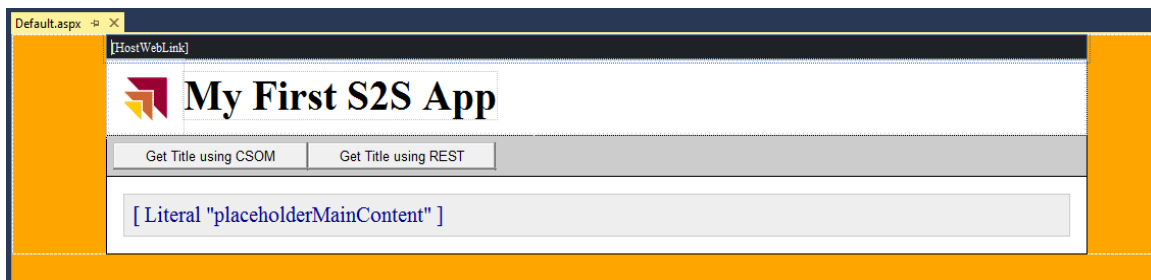 Default.aspx
[HostWebLink]
My First S2S App
Get Title using CSOM Get Title using REST
[ Literal "placeholderMainContent" ]